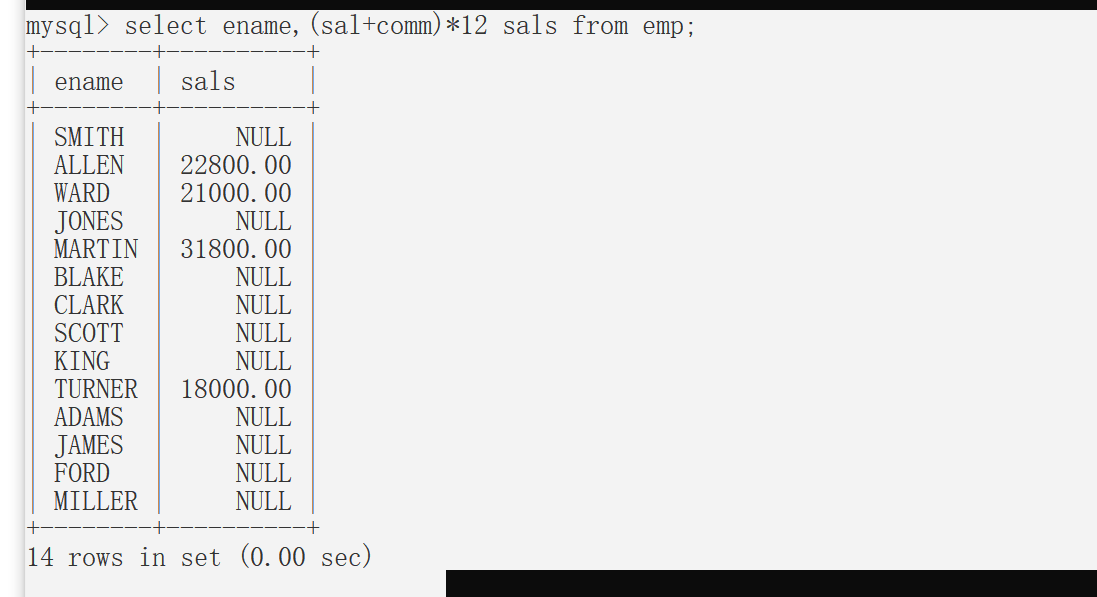 mysql> select ename,(sal+comm)*12 sals from emp;
+--------+----------+
| ename  | sals     |
+--------+----------+
| SMITH  |     NULL |
| ALLEN  | 22800.00 |
| WARD   | 21000.00 |
| JONES  |     NULL |
| MARTIN | 31800.00 |
| BLAKE  |     NULL |
| CLARK  |     NULL |
| SCOTT  |     NULL |
| KING   |     NULL |
| TURNER | 18000.00 |
| ADAMS  |     NULL |
| JAMES  |     NULL |
| FORD   |     NULL |
| MILLER |     NULL |
+--------+----------+
14 rows in set (0.00 sec)